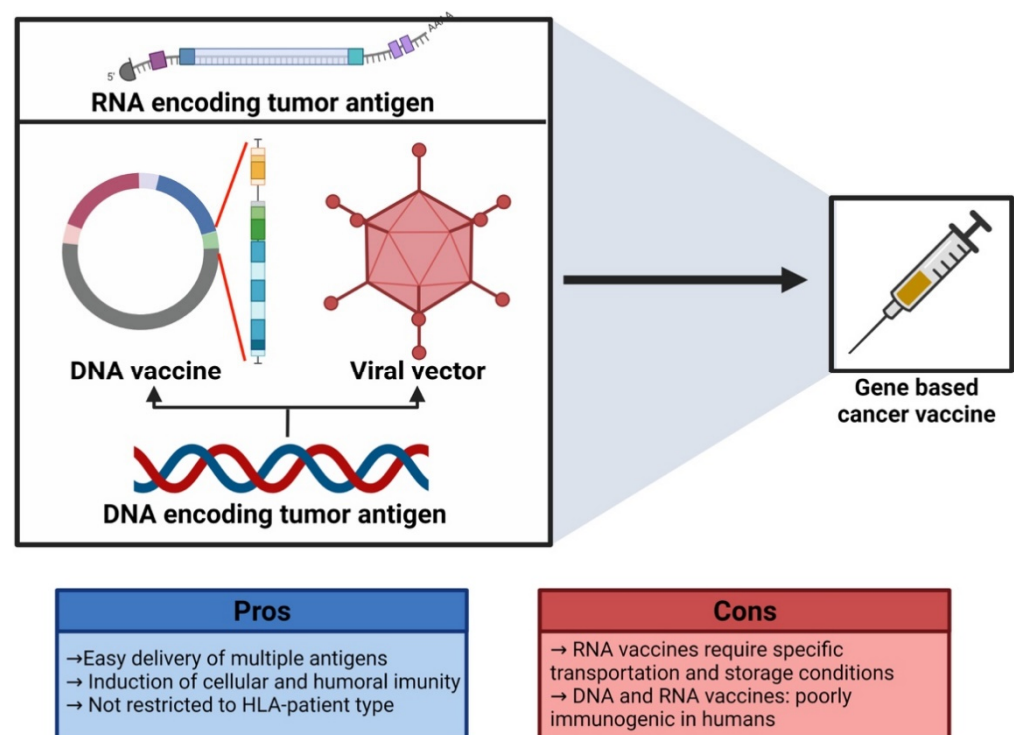 AAAA
5'
RNA encoding tumor antigen
DNA vaccine
Viral vector
DNA encoding tumor antigen
Gene based
cancer vaccine
Pros
→Easy delivery of multiple antigens
→ Induction of cellular and humoral imunity
→ Not restricted to HLA-patient type
Cons
→ RNA vaccines require specific
transportation and storage conditions
→ DNA and RNA vaccines: poorly
immunogenic in humans